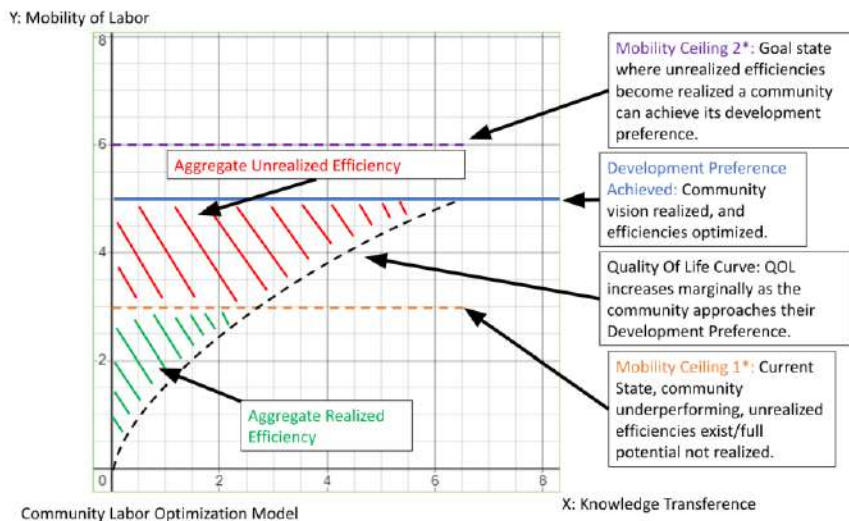 Y: Mobility of Labor
8
6
4
2
0
2
4
6
8
Aggregate Unrealized Efficiency
Aggregate Realized
Efficiency
Mobility Ceiling 2*: Goal state
where unrealized efficiencies
become realized a community
can achieve its development
preference.
Development Preference
Achieved: Community
vision realized, and
efficiencies optimized.
Quality Of Life Curve: QOL
increases marginally as the
community approaches their
Development Preference.
Mobility Ceiling 1*: Current
State, community
underperforming, unrealized
efficiencies exist/full
potential not realized.
Community Labor Optimization Model
X: Knowledge Transference